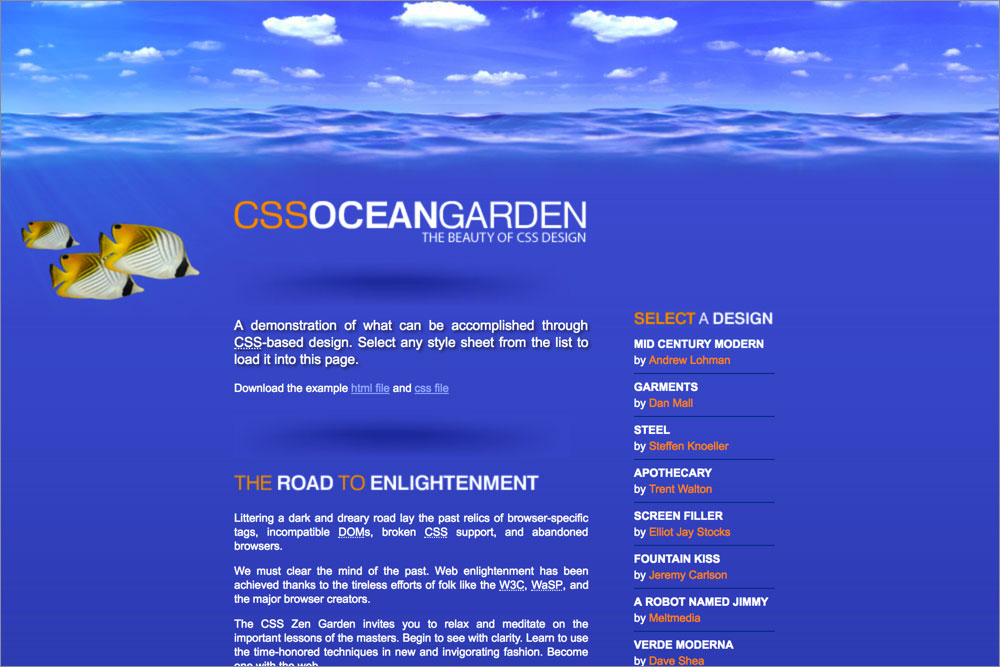 CSSOCEANGARDEN
THE BEAUTY OF CSS DESIGN
A demonstration of what can be accomplished through
CSS-based design. Select any style sheet from the list to
load it into this page.
Download the example html file and css file
THE ROAD TO ENLIGHTENMENT
Littering a dark and dreary road lay the past relics of browser-specific
tags, incompatible DOMs, broken CSS support, and abandoned
browsers.
We must clear the mind of the past. Web enlightenment has been
achieved thanks to the tireless efforts of folk like the W3C, WaSP, and
the major browser creators.
The CSS Zen Garden invites you to relax and meditate on the
important lessons of the masters. Begin to see with clarity. Learn to use
the time-honored techniques in new and invigorating fashion. Become
one with the web.
SELECT A DESIGN
MID CENTURY MODERN
by Andrew Lohman
GARMENTS
by Dan Mall
STEEL
by Steffen Knoeller
APOTHECARY
by Trent Walton
SCREEN FILLER
by Elliot Jay Stocks
FOUNTAIN KISS
by Jeremy Carlson
A ROBOT NAMED JIMMY
by Meltmedia
VERDE MODERNA
by Dave Shea